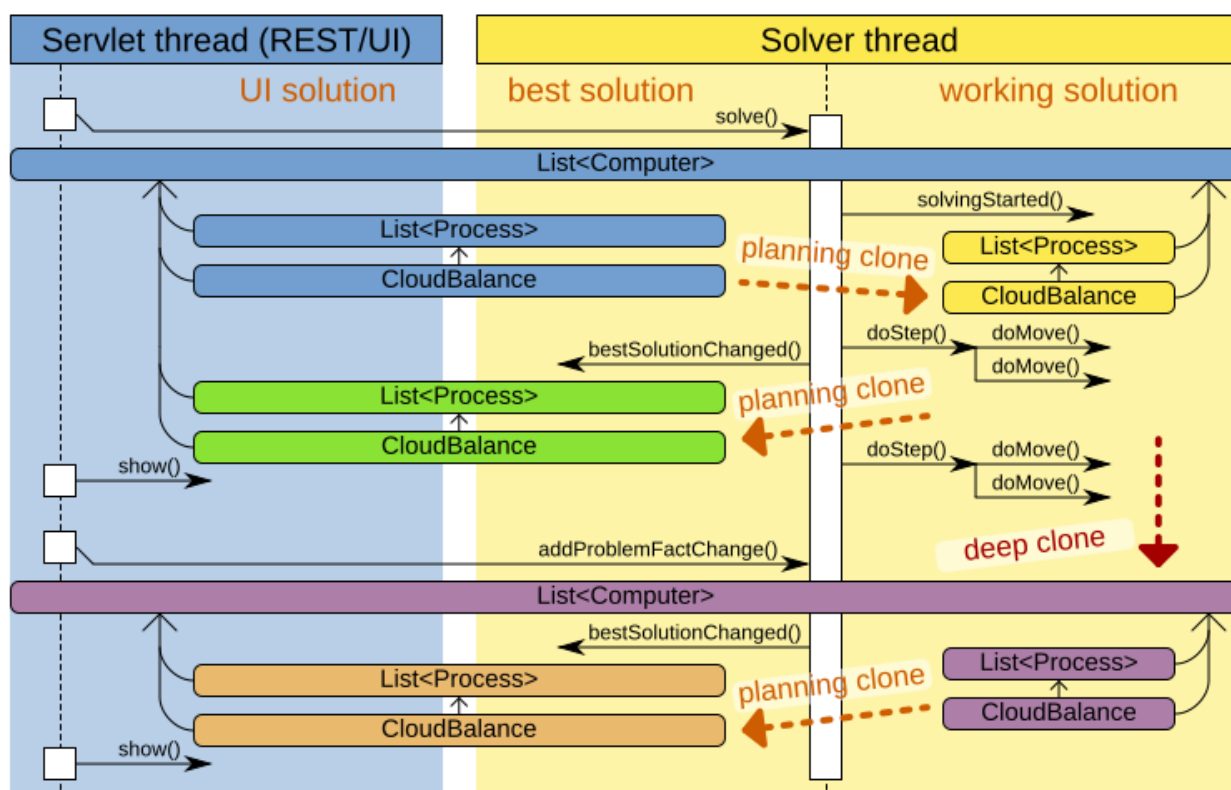 Servlet thread (REST/UI)
Solver thread
UI solution
best solution
working solution
solve()
List<Computer>
solvingStarted()
List<Process>
planning clone
List<Process>
CloudBalance
CloudBalance
doStep()
doMove()
bestSolutionChanged()
doMove()
List<Process>
planning clone
CloudBalance
doStep()
doMove()
show()
doMove()
addProblemFactChange()
deep clone
List<Computer>
bestSolutionChanged()
List<Process>
List<Process>
planning clone
CloudBalance
CloudBalance
show()